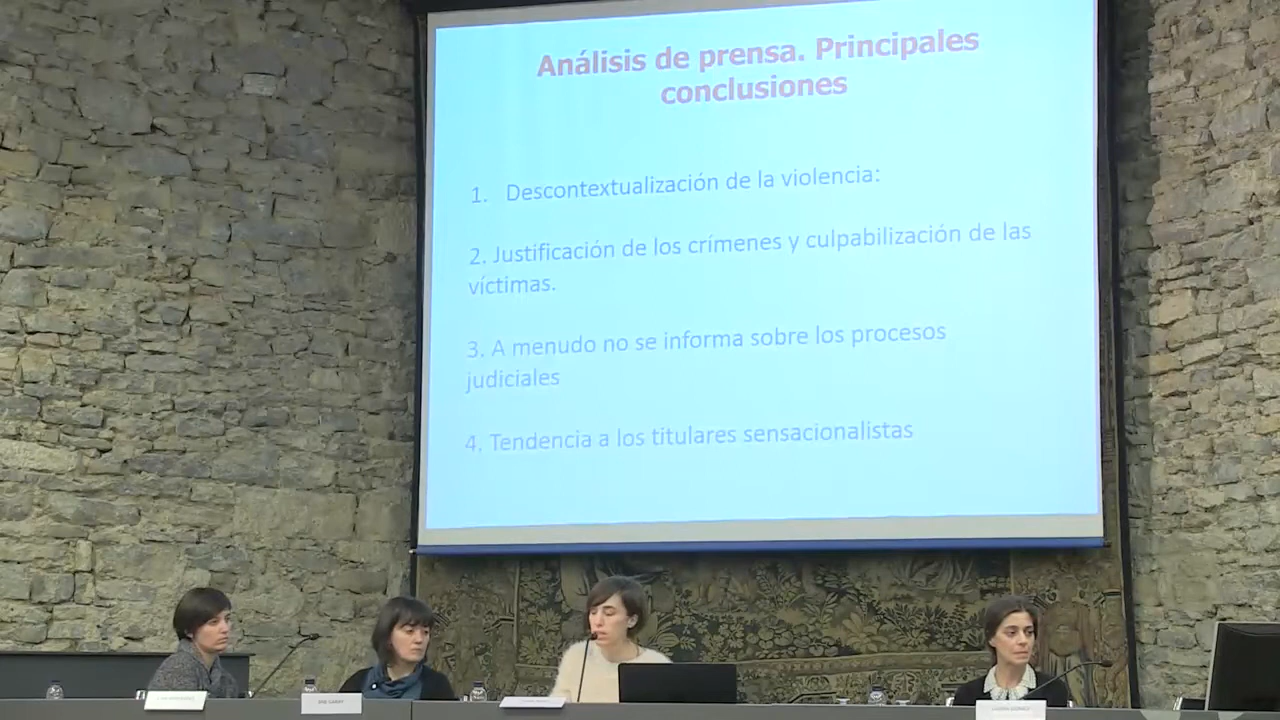 Análisis de prensa. Principales
conclusiones
1. Descontextualización de la violencia:
2. Justificación de los crímenes y culpabilización de las
víctimas.
3. A menudo no se informa sobre los procesos
judiciales
4. Tendencia a los titulares sensacionalistas